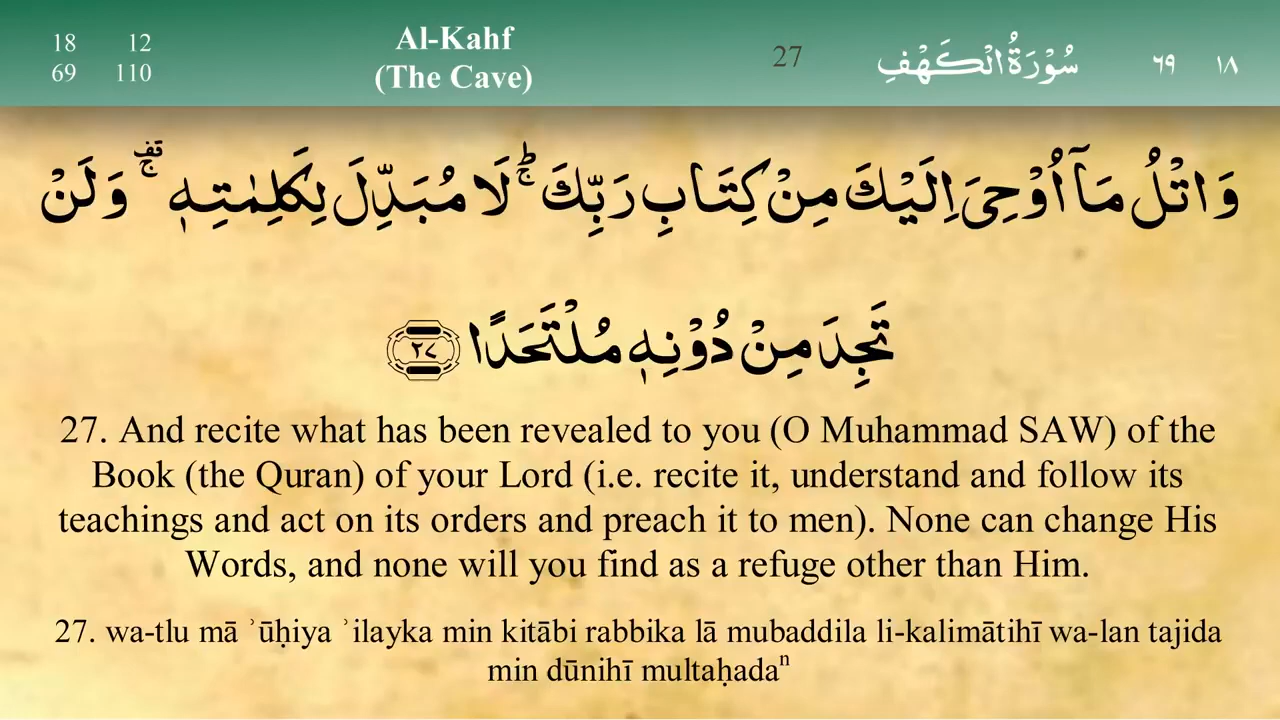 18 12
69 110
Al-Kahf
(The Cave)
27
سُوْرَةُ الْكَهْفِ
٦٩ ١٨
وَاتْلُ مَآ اُوْحِيَ اِلَيْكَ مِنْ كِتَابِ رَبِّكَ ۚؕ لَا مُبَدِّلَ لِكَلِمٰتِهٖ ۚ۫ وَلَنْ
تَجِدَ مِنْ دُوْنِهٖ مُلْتَحَدًا ٢٧
27. And recite what has been revealed to you (O Muhammad SAW) of the
Book (the Quran) of your Lord (i.e. recite it, understand and follow its
teachings and act on its orders and preach it to men). None can change His
Words, and none will you find as a refuge other than Him.
27. wa-tlu mā ʾūḥiya ʾilayka min kitābi rabbika lā mubaddila li-kalimātihī wa-lan tajida
min dūnihī multaḥadaⁿ